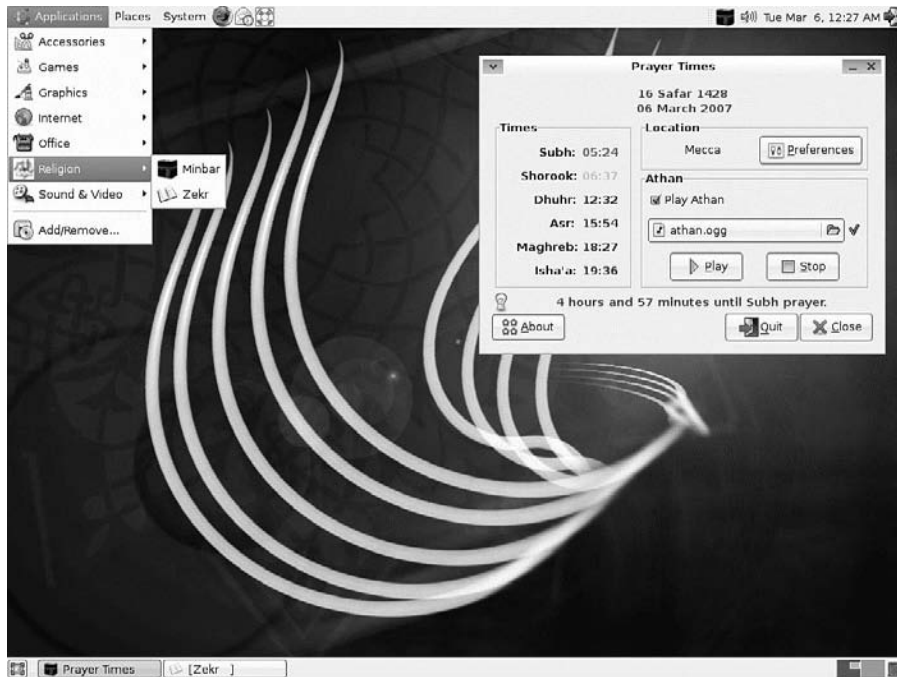 Applications Places System Tue Mar 6, 12:27 AM
Accessories
Games
Graphics
Internet
Office
Religion
Sound & Video
Add/Remove...
Minbar
Zekr
Prayer Times
16 Safar 1428
06 March 2007
Times
Subh: 05:24
Shorook: 06:37
Dhuhr: 12:32
Asr: 15:54
Maghreb: 18:27
Isha'a: 19:36
Location
Mecca Preferences
Athan
Play Athan
athan.ogg
Play Stop
4 hours and 57 minutes until Subh prayer.
About Quit Close
Prayer Times [Zekr ]